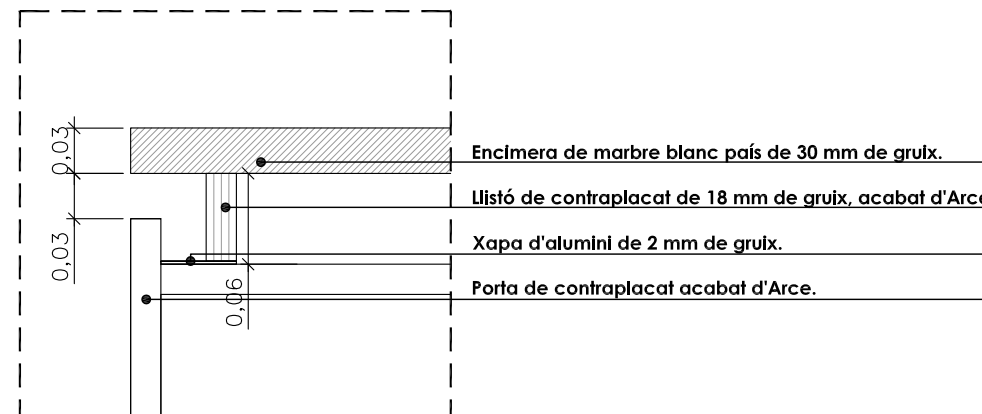 0,03
Encimera de marbre blanc país de 30 mm de gruix.
Llistó de contraplacat de 18 mm de gruix, acabat d'Arce
0,03
Xapa d'alumini de 2 mm de gruix.
0,06
Porta de contraplacat acabat d'Arce.